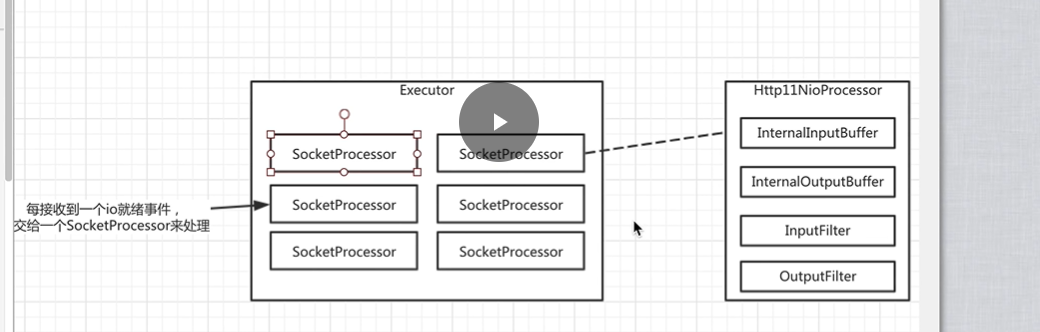 Executor
SocketProcessor
SocketProcessor
SocketProcessor
SocketProcessor
SocketProcessor
SocketProcessor
每接收到一个io就绪事件，
交给一个SocketProcessor来处理
Http11NioProcessor
InternalInputBuffer
InternalOutputBuffer
InputFilter
OutputFilter